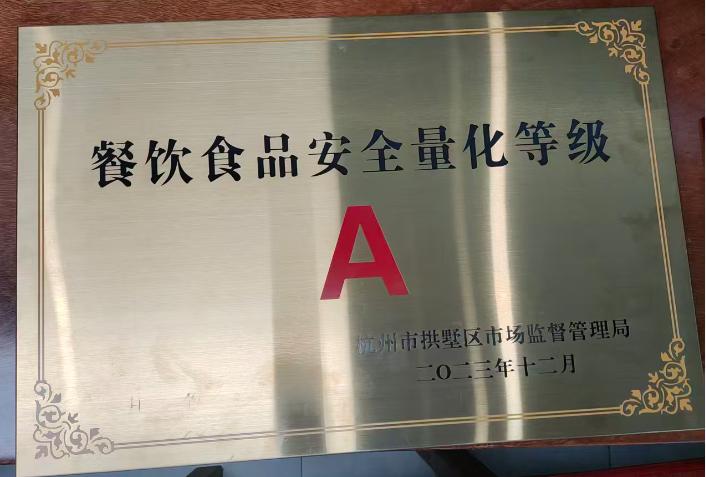 餐饮食品安全量化等级
A
杭州市拱墅区市场监督管理局
二〇二三年十二月